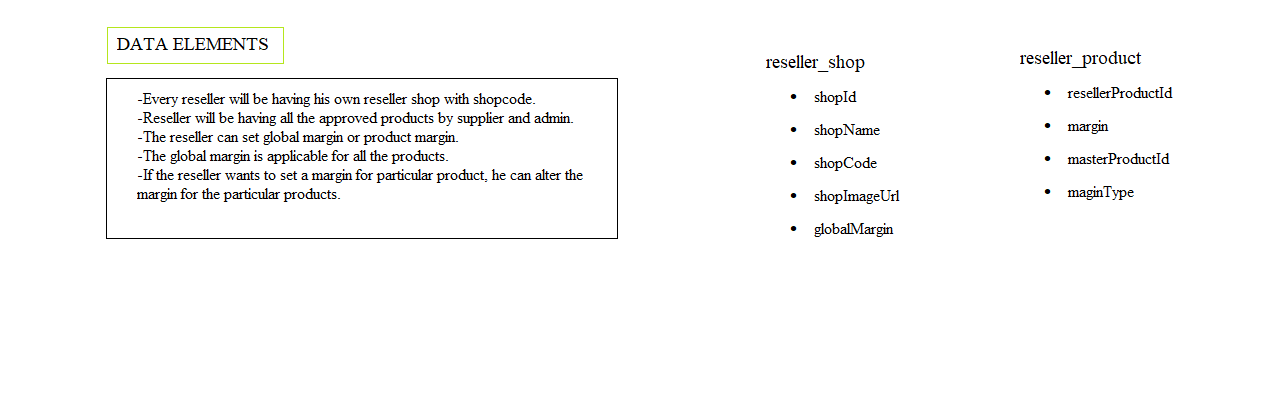 DATA ELEMENTS
-Every reseller will be having his own reseller shop with shopcode.
-Reseller will be having all the approved products by supplier and admin.
-The reseller can set global margin or product margin.
-The global margin is applicable for all the products.
-If the reseller wants to set a margin for particular product, he can alter the
margin for the particular products.
reseller_shop
• shopId
• shopName
• shopCode
• shopImageUrl
• globalMargin
reseller_product
• resellerProductId
• margin
• masterProductId
• maginType